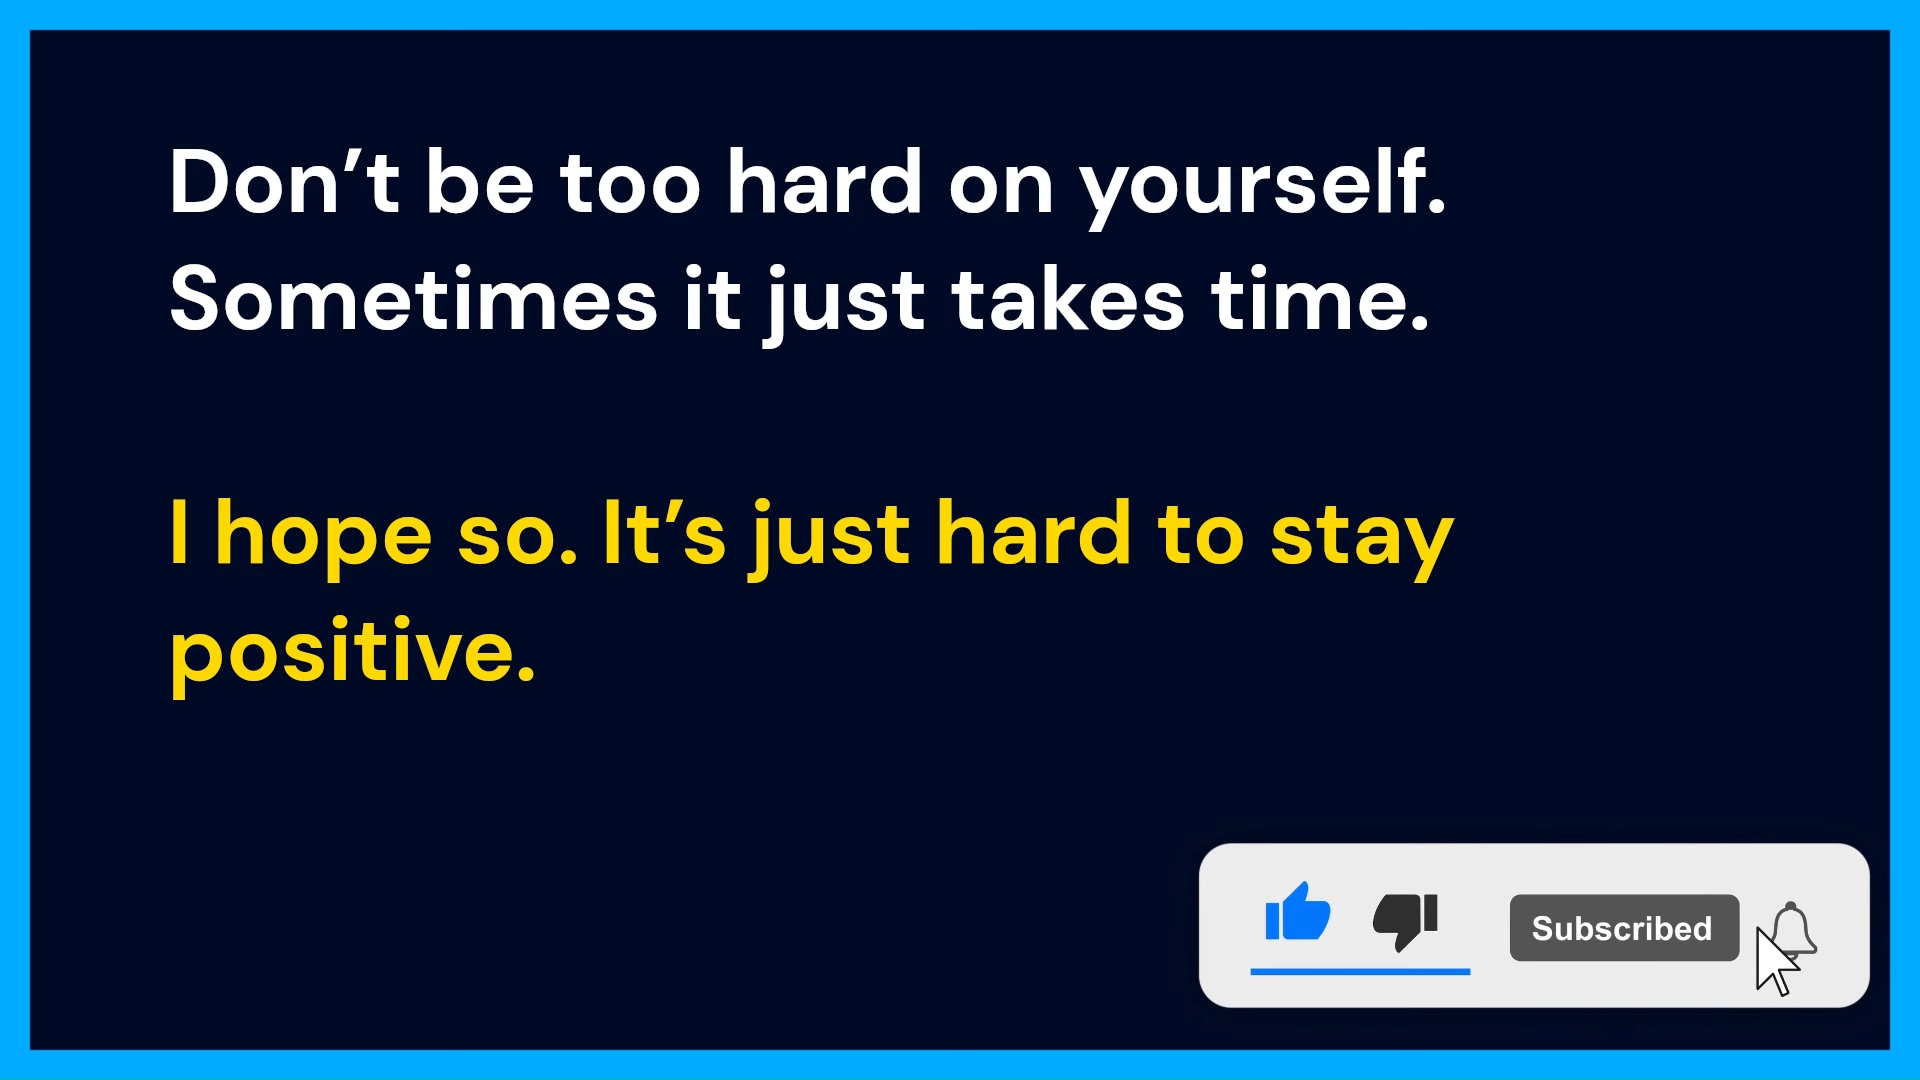 Don’t be too hard on yourself.
Sometimes it just takes time.
I hope so. It’s just hard to stay
positive.
Subscribed